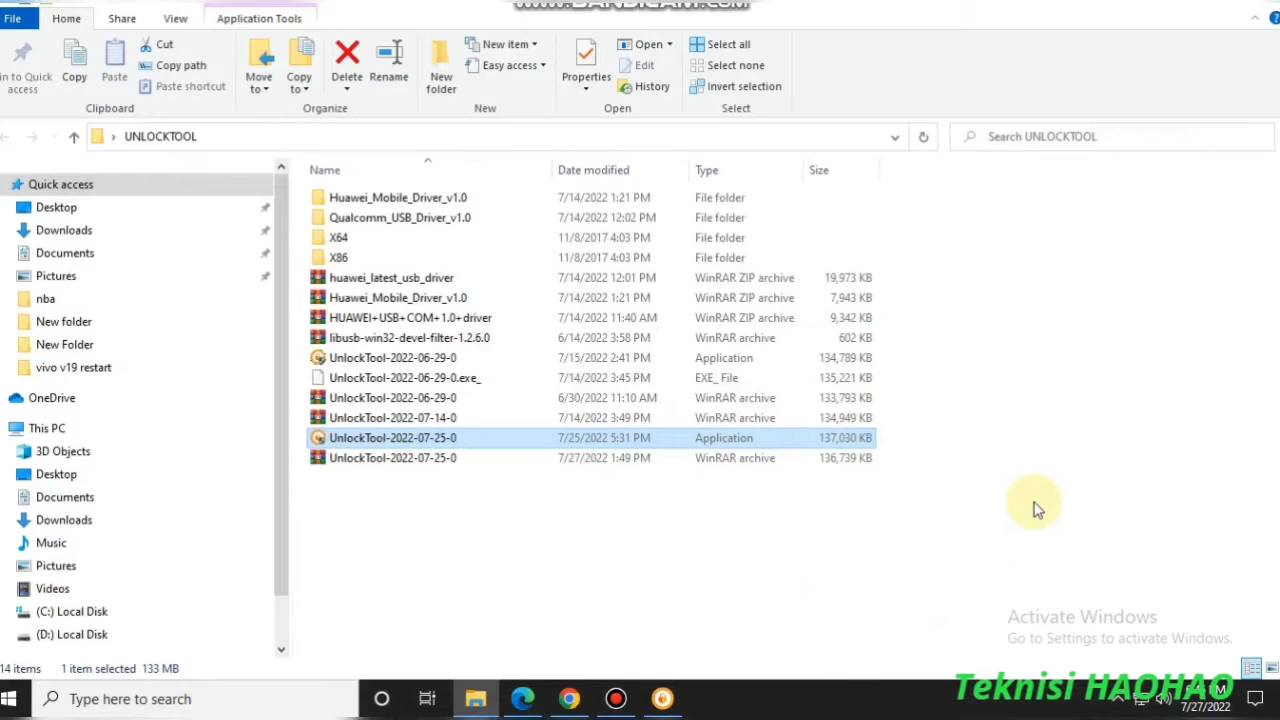 www.BANDICAM.com
File Home Share View Application Tools
in to Quick access
Copy
Paste
Cut
Copy path
Paste shortcut
Clipboard
Move to
Copy to
Delete
Rename
Organize
New folder
New item
Easy access
New
Properties
Open
Edit
History
Open
Select all
Select none
Invert selection
Select
UNLOCKTOOL
Search UNLOCKTOOL
Quick access
Desktop
Downloads
Documents
Pictures
nba
New folder
New Folder
vivo v19 restart
OneDrive
This PC
3D Objects
Desktop
Documents
Downloads
Music
Pictures
Videos
(C:) Local Disk
(D:) Local Disk
Name Date modified Type Size
Huawei_Mobile_Driver_v1.0 7/14/2022 1:21 PM File folder
Qualcomm_USB_Driver_v1.0 7/14/2022 12:02 PM File folder
X64 11/8/2017 4:03 PM File folder
X86 11/8/2017 4:03 PM File folder
huawei_latest_usb_driver 7/14/2022 12:01 PM WinRAR ZIP archive 19,973 KB
Huawei_Mobile_Driver_v1.0 7/14/2022 1:21 PM WinRAR ZIP archive 7,943 KB
HUAWEI+USB+COM+1.0+driver 7/14/2022 11:40 AM WinRAR ZIP archive 9,342 KB
libusb-win32-devel-filter-1.2.6.0 6/14/2022 3:58 PM WinRAR archive 602 KB
UnlockTool-2022-06-29-0 7/15/2022 2:41 PM Application 134,789 KB
UnlockTool-2022-06-29-0.exe_ 7/14/2022 3:45 PM EXE_ File 135,221 KB
UnlockTool-2022-06-29-0 6/30/2022 11:10 AM WinRAR archive 133,793 KB
UnlockTool-2022-07-14-0 7/14/2022 3:49 PM WinRAR archive 134,949 KB
UnlockTool-2022-07-25-0 7/25/2022 5:31 PM Application 137,030 KB
UnlockTool-2022-07-25-0 7/27/2022 1:49 PM WinRAR archive 136,739 KB
Activate Windows
Go to Settings to activate Windows.
14 items 1 item selected 133 MB
Teknisi HAOHAO
Type here to search
7/27/2022